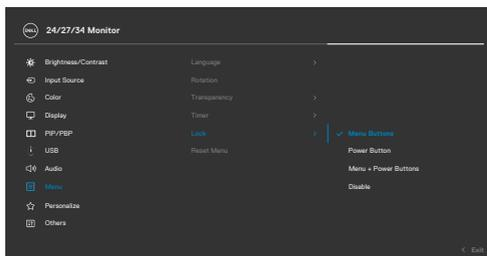 DELL
24/27/34 Monitor
Brightness/Contrast
Input Source
Color
Display
PIP/PBP
USB
Audio
Menu
Personalize
Others
Language
Rotation
Transparency
Timer
Lock
Reset Menu
Menu Buttons
Power Button
Menu + Power Buttons
Disable
Exit